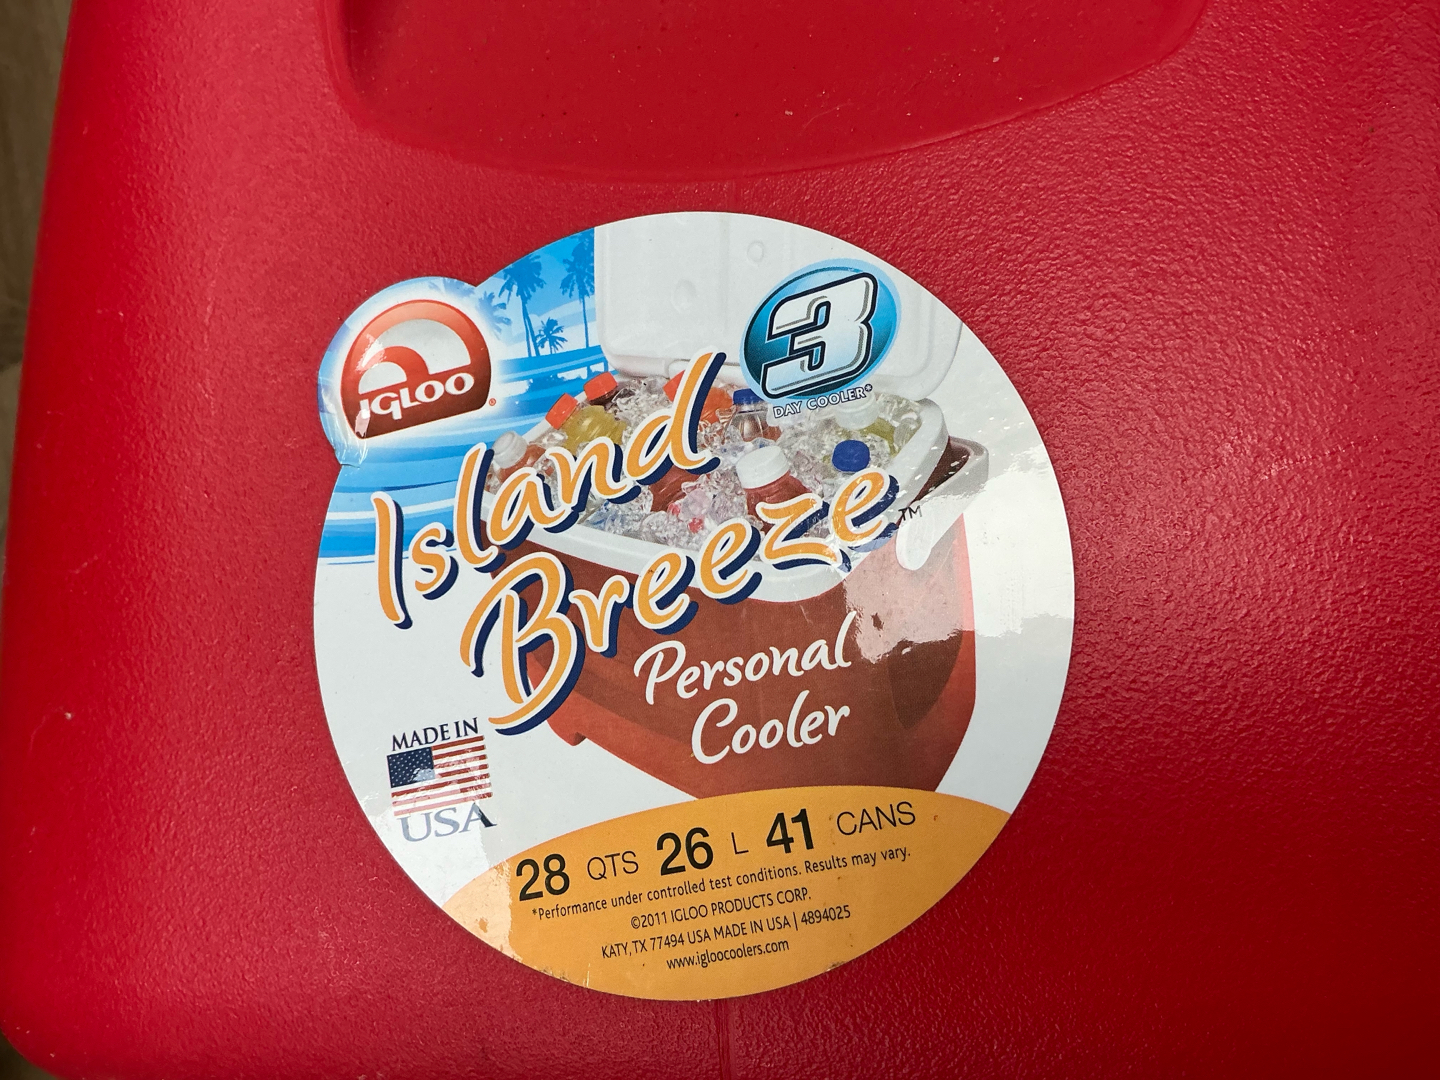 IGLOO®
3
DAY COOLER*
Island
Breeze™
Personal
Cooler
MADE IN
USA
28 QTS 26 L 41 CANS
*Performance under controlled test conditions. Results may vary.
©2011 IGLOO PRODUCTS CORP.
KATY, TX 77494 USA MADE IN USA | 4894025
www.igloocoolers.com